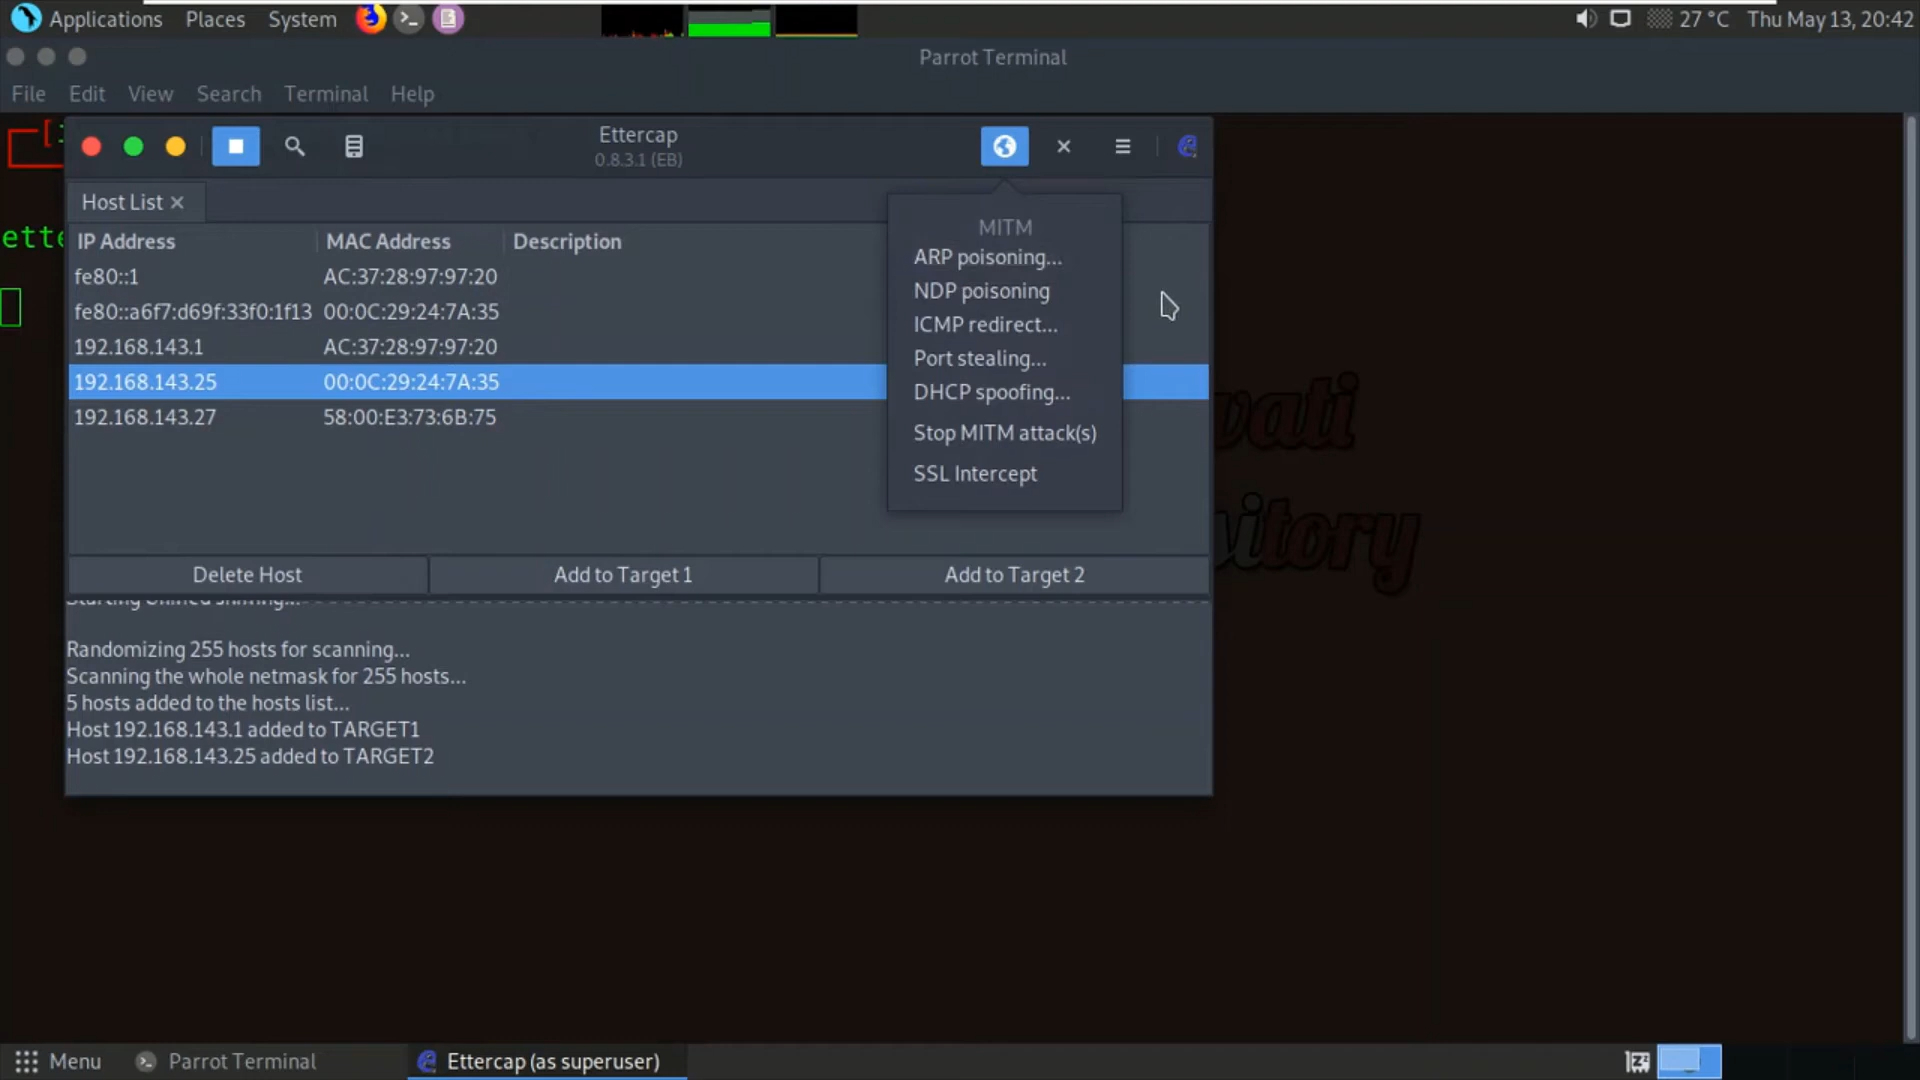 Applications Places System 27 °C Thu May 13, 20:42
Parrot Terminal
File Edit View Search Terminal Help
Ettercap
0.8.3.1 (EB)
Host List
ette
IP Address MAC Address Description
MITM
ARP poisoning...
NDP poisoning
ICMP redirect...
Port stealing...
DHCP spoofing...
Stop MITM attack(s)
SSL Intercept
fe80::1 AC:37:28:97:97:20
fe80::a6f7:d69f:33f0:1f13 00:0C:29:24:7A:35
192.168.143.1 AC:37:28:97:97:20
192.168.143.25 00:0C:29:24:7A:35
192.168.143.27 58:00:E3:73:6B:75
vati
itory
Delete Host Add to Target 1 Add to Target 2
Starting Unified sniffing...
Randomizing 255 hosts for scanning...
Scanning the whole netmask for 255 hosts...
5 hosts added to the hosts list...
Host 192.168.143.1 added to TARGET1
Host 192.168.143.25 added to TARGET2
Menu Parrot Terminal Ettercap (as superuser)